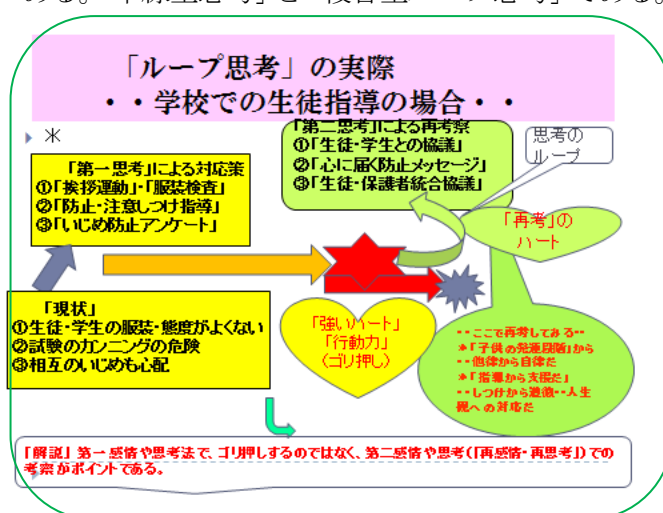 「ループ思考」の実際
・・学校での生徒指導の場合・・
*
「第一思考」による対応策
①「挨拶運動」・「服装検査」
②「防止・注意しつけ指導」
③「いじめ防止アンケート」
「第二思考」による再考察
①「生徒・学生との協議」
②「心に届く防止メッセージ」
③「生徒・保護者統合協議」
思考の
ループ
「再考」の
ハート
「現状」
①生徒・学生の服装・態度がよくない
②試験のカンニングの危険
③相互のいじめも心配
「強いハート」
「行動力」
(ゴリ押し)
・・ここで再考してみる・・
*「子供の発達段階」から
・・他律から自律だ
*「指導から支援だ」
・・しつけから道徳・・人生
観への対応だ
「解説」第一感情や思考法で、ゴリ押しするのではなく、第二感情や思考(「再感情・再思考」)での
考察がポイントである。